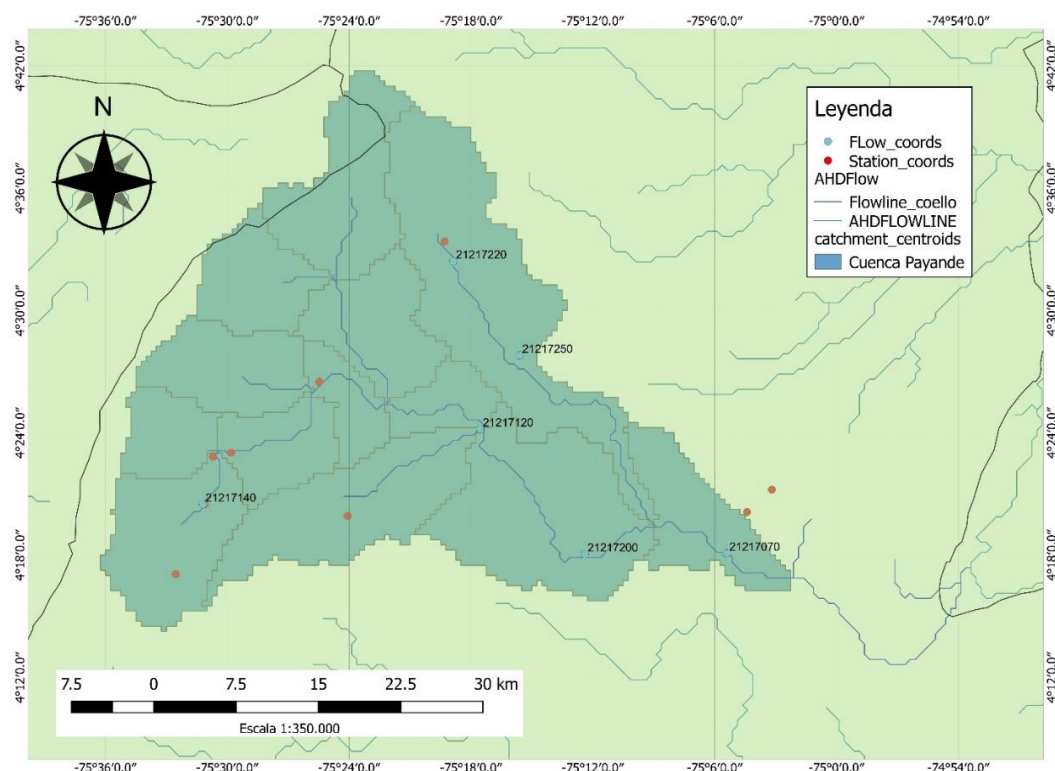 -75°36'0.0" -75°30'0.0" -75°24'0.0" -75°18'0.0" -75°12'0.0" -75°6'0.0" -75°0'0.0" -74°54'0.0"
4°42'0.0" 4°42'0.0"
N
Leyenda
FLow_coords
Station_coords
AHDFlow
Flowline_coello
AHDFLOWLINE
catchment_centroids
Cuenca Payande
4°36'0.0" 4°36'0.0"
21217220
4°30'0.0" 4°30'0.0"
21217250
21217120
4°24'0.0" 4°24'0.0"
21217140
21217200
21217070
4°18'0.0" 4°18'0.0"
4°12'0.0" 4°12'0.0"
7.5 0 7.5 15 22.5 30 km
Escala 1:350.000
-75°36'0.0" -75°30'0.0" -75°24'0.0" -75°18'0.0" -75°12'0.0" -75°6'0.0" -75°0'0.0" -74°54'0.0"